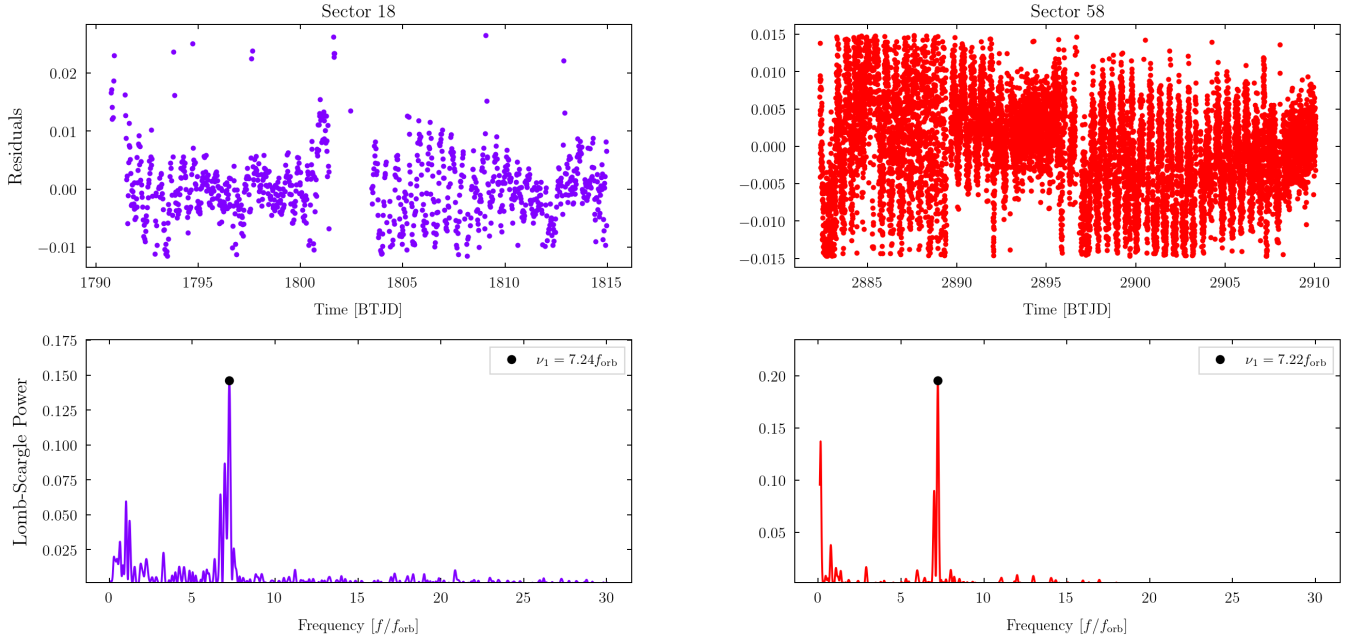 Sector 18
Residuals
0.02
0.01
0.00
−0.01
1790 1795 1800 1805 1810 1815
Time [BTJD]
Sector 58
0.015
0.010
0.005
0.000
−0.005
−0.010
−0.015
2885 2890 2895 2900 2905 2910
Time [BTJD]
Lomb-Scargle Power
0.175
0.150
0.125
0.100
0.075
0.050
0.025
ν₁ = 7.24f_orb
0 5 10 15 20 25 30
Frequency [f/f_orb]
0.20
0.15
0.10
0.05
ν₁ = 7.22f_orb
0 5 10 15 20 25 30
Frequency [f/f_orb]